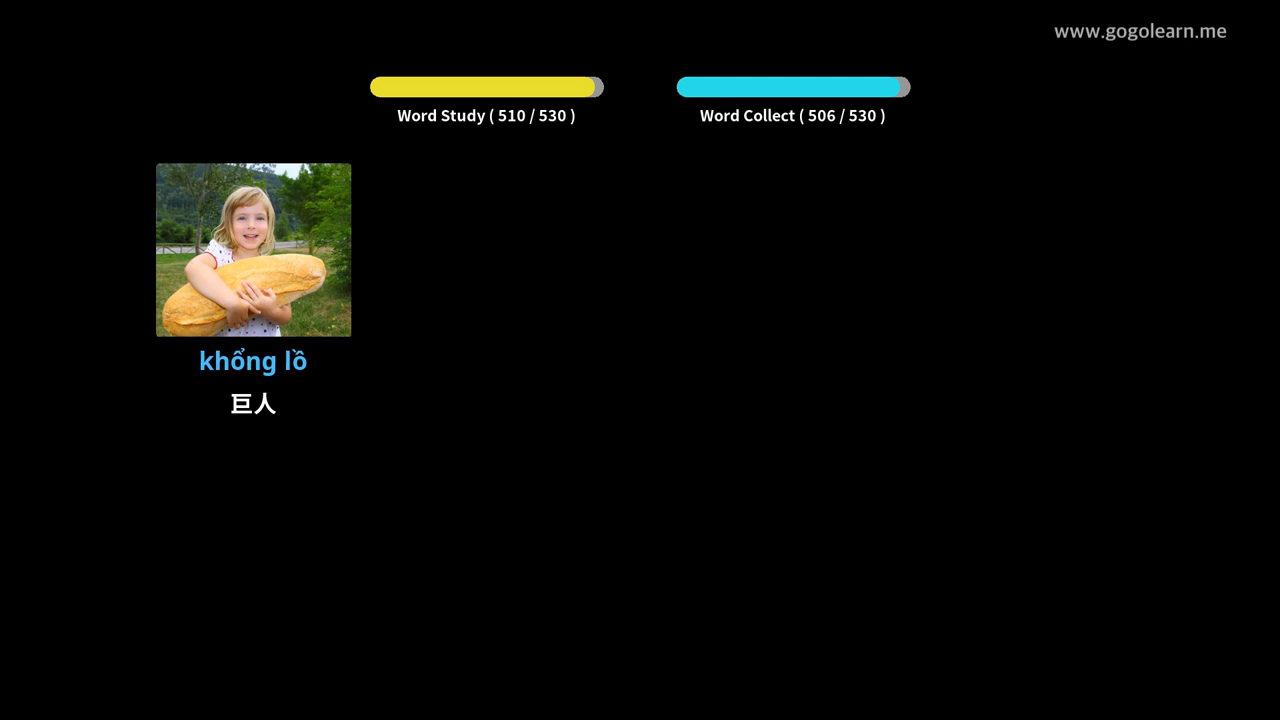 www.gogolearn.me
Word Study ( 510 / 530 )
Word Collect ( 506 / 530 )
khổng lồ
巨人